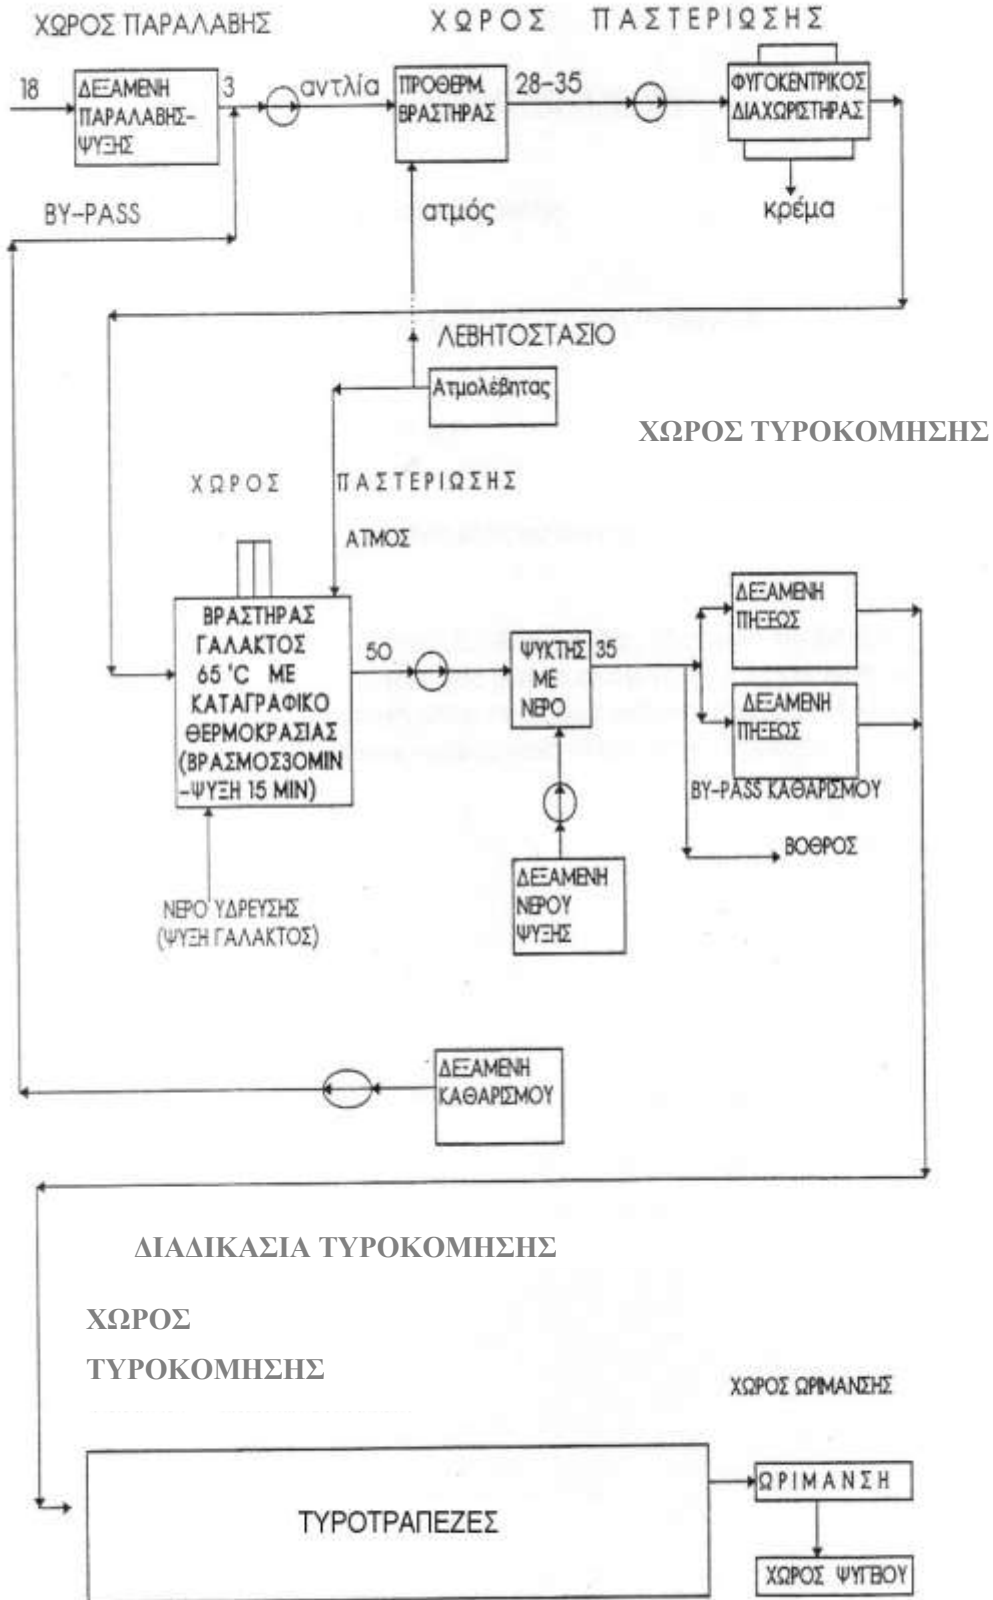 ΧΩΡΟΣ ΠΑΡΑΛΑΒΗΣ
ΧΩΡΟΣ ΠΑΣΤΕΡΙΩΣΗΣ
18
ΔΕΞΑΜΕΝΗ
ΠΑΡΑΛΑΒΗΣ-
ΨΥΞΗΣ
3
αντλία
ΠΡΟΘΕΡΜ.
ΒΡΑΣΤΗΡΑΣ
28-35
ΦΥΓΟΚΕΝΤΡΙΚΟΣ
ΔΙΑΧΩΡΙΣΤΗΡΑΣ
BY-PASS
ατμός
κρέμα
ΛΕΒΗΤΟΣΤΑΣΙΟ
Ατμολέβητας
ΧΩΡΟΣ ΤΥΡΟΚΟΜΗΣΗΣ
ΧΩΡΟΣ ΠΑΣΤΕΡΙΩΣΗΣ
ΑΤΜΟΣ
ΒΡΑΣΤΗΡΑΣ
ΓΑΛΑΚΤΟΣ
65 °C ΜΕ
ΚΑΤΑΓΡΑΦΙΚΟ
ΘΕΡΜΟΚΡΑΣΙΑΣ
(ΒΡΑΣΜΟΣ30MIN
-ΨΥΞΗ 15 MIN)
50
ΨΥΚΤΗΣ
ΜΕ
ΝΕΡΟ
35
ΔΕΞΑΜΕΝΗ
ΠΗΞΕΩΣ
ΔΕΞΑΜΕΝΗ
ΠΗΞΕΩΣ
BY-PASS ΚΑΘΑΡΙΣΜΟΥ
ΒΟΘΡΟΣ
ΝΕΡΟ ΥΔΡΕΥΣΗΣ
(ΨΥΞΗ ΓΑΛΑΚΤΟΣ)
ΔΕΞΑΜΕΝΗ
ΝΕΡΟΥ
ΨΥΞΗΣ
ΔΕΞΑΜΕΝΗ
ΚΑΘΑΡΙΣΜΟΥ
ΔΙΑΔΙΚΑΣΙΑ ΤΥΡΟΚΟΜΗΣΗΣ
ΧΩΡΟΣ
ΤΥΡΟΚΟΜΗΣΗΣ
ΧΩΡΟΣ ΩΡΙΜΑΝΣΗΣ
ΤΥΡΟΤΡΑΠΕΖΕΣ
ΩΡΙΜΑΝΣΗ
ΧΩΡΟΣ ΨΥΓΕΙΟΥ